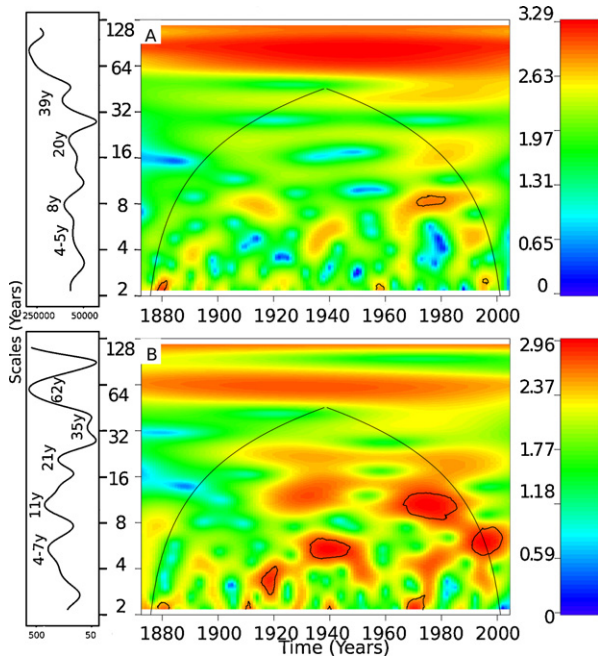 A
128
64
32
16
8
4
2
39y
20y
8y
4-5y
250000 50000
1880 1900 1920 1940 1960 1980 2000
3.29
2.63
1.97
1.31
0.65
0
Scales (Years)
B
128
64
32
16
8
4
2
62y
35y
21y
11y
4-7y
500 50
1880 1900 1920 1940 1960 1980 2000
Time (Years)
2.96
2.37
1.77
1.18
0.59
0